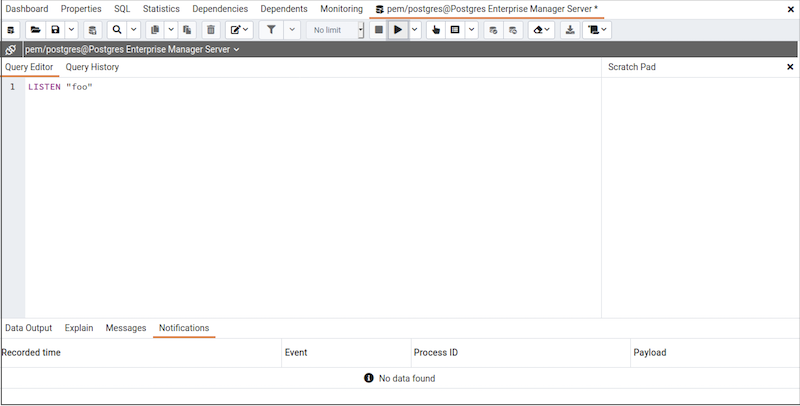 Dashboard Properties SQL Statistics Dependencies Dependents Monitoring pem/postgres@Postgres Enterprise Manager Server *
No limit
pem/postgres@Postgres Enterprise Manager Server
Query Editor Query History Scratch Pad
1 LISTEN "foo"
Data Output Explain Messages Notifications
Recorded time Event Process ID Payload
No data found